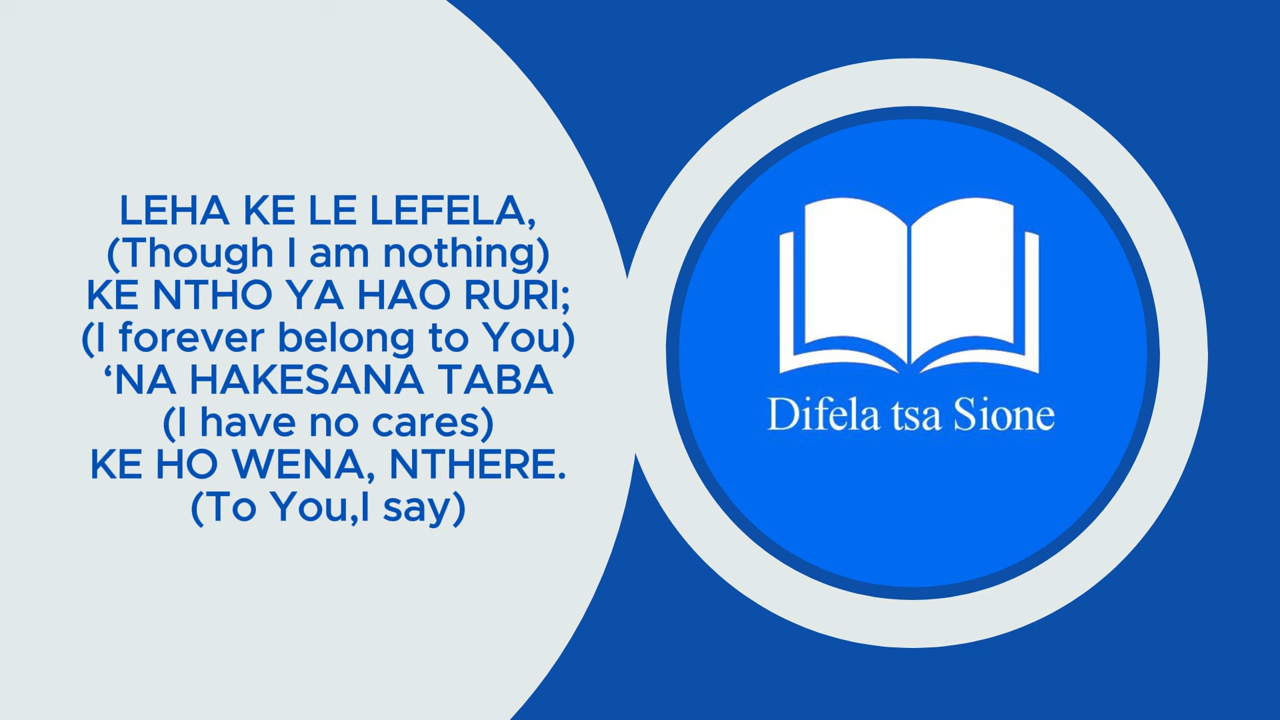 LEHA KE LE LEFELA,
(Though I am nothing)
KE NTHO YA HAO RURI;
(I forever belong to You)
‘NA HAKESANA TABA
(I have no cares)
KE HO WENA, NTHERE.
(To You,I say)
Difela tsa Sione